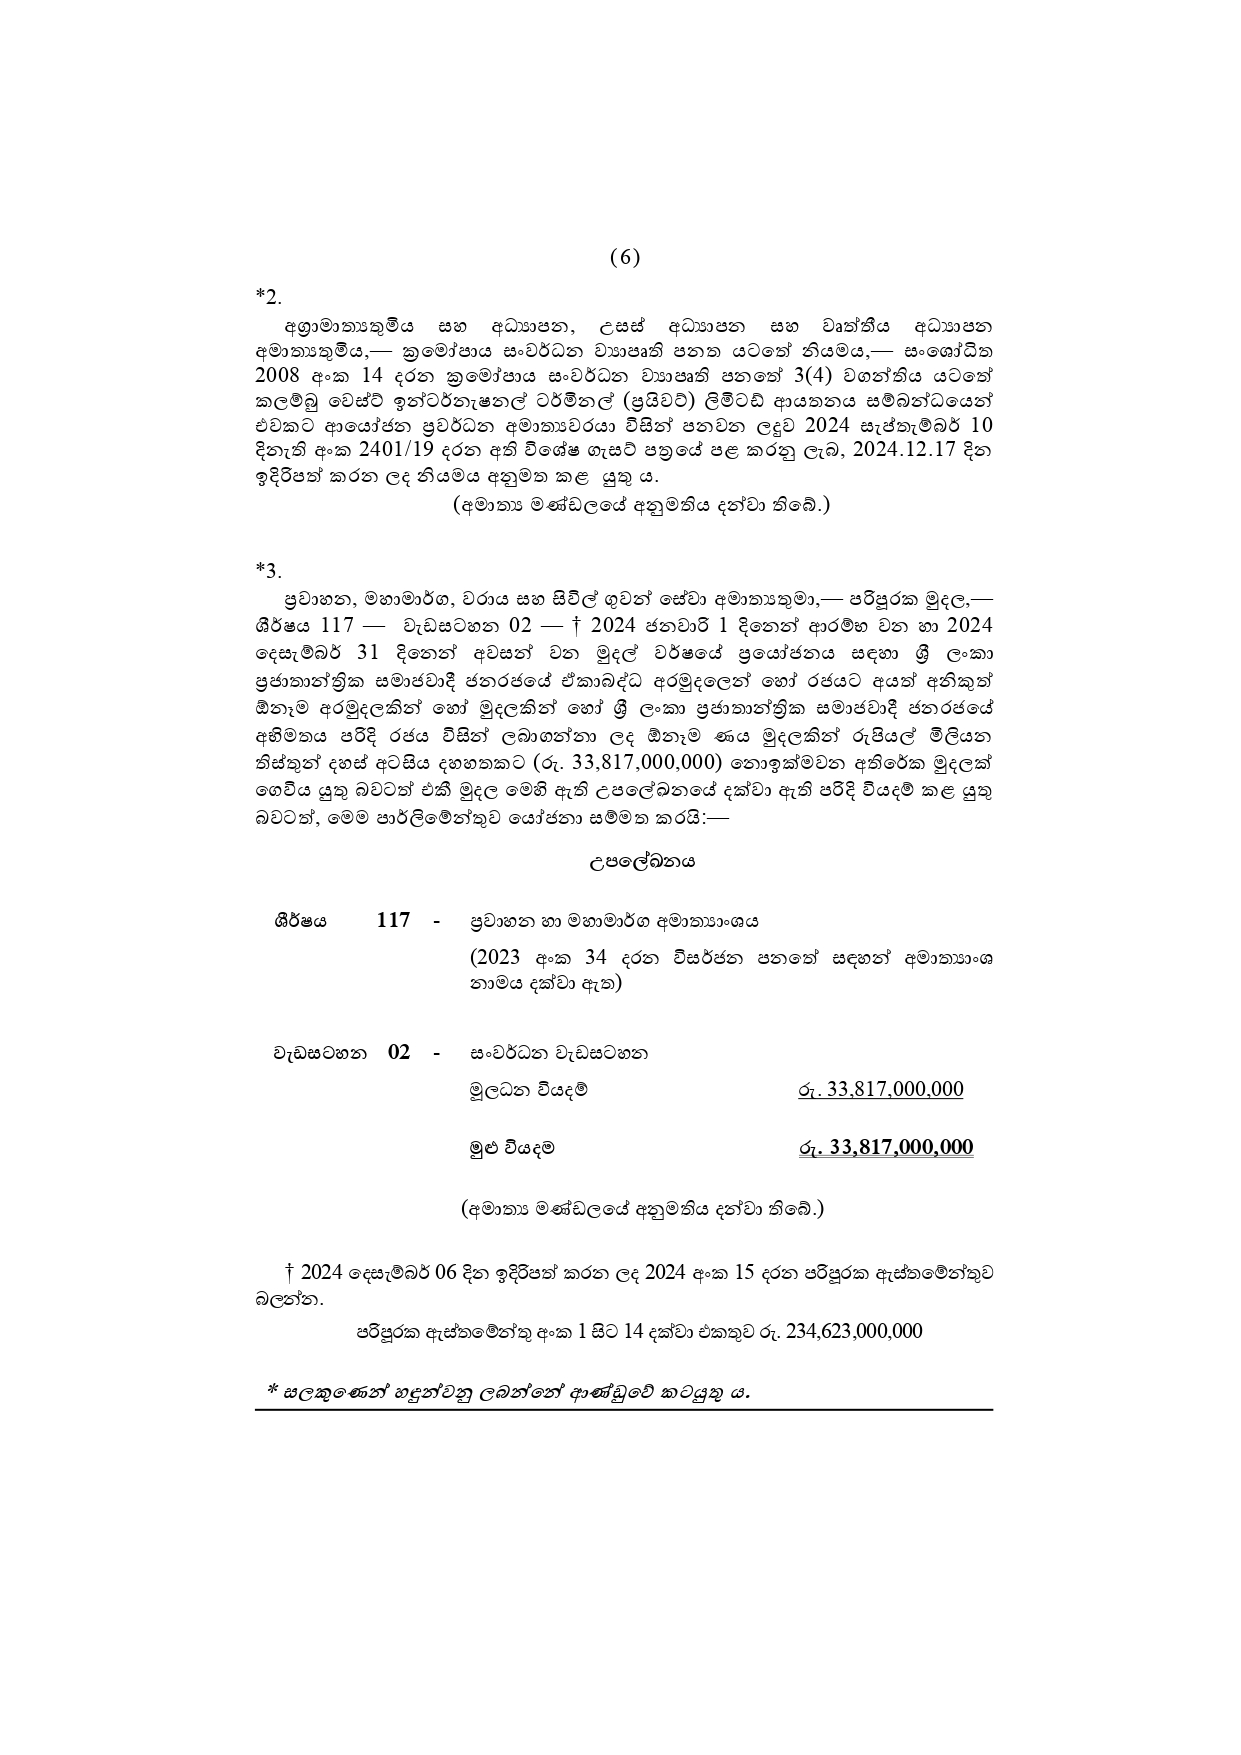 (6)
*2.
අග්‍රාමාත්‍යතුමිය සහ අධ්‍යාපන, උසස් අධ්‍යාපන සහ වෘත්තීය අධ්‍යාපන
අමාත්‍යතුමිය,— ක්‍රමෝපාය සංවර්ධන ව්‍යාපෘති පනත යටතේ නියමය,— සංශෝධිත
2008 අංක 14 දරන ක්‍රමෝපාය සංවර්ධන ව්‍යාපෘති පනතේ 3(4) වගන්තිය යටතේ
කලම්බු වෙස්ට් ඉන්ටර්නැෂනල් ටර්මිනල් (ප්‍රයිවට්) ලිමිටඩ් ආයතනය සම්බන්ධයෙන්
එවකට ආයෝජන ප්‍රවර්ධන අමාත්‍යවරයා විසින් පනවන ලදුව 2024 සැප්තැම්බර් 10
දිනැති අංක 2401/19 දරන අති විශේෂ ගැසට් පත්‍රයේ පළ කරනු ලැබ, 2024.12.17 දින
ඉදිරිපත් කරන ලද නියමය අනුමත කළ යුතු ය.
(අමාත්‍ය මණ්ඩලයේ අනුමතිය දන්වා තිබේ.)
*3.
ප්‍රවාහන, මහාමාර්ග, වරාය සහ සිවිල් ගුවන් සේවා අමාත්‍යතුමා,— පරිපූරක මුදල,—
ශීර්ෂය 117 — වැඩසටහන 02 — † 2024 ජනවාරි 1 දිනෙන් ආරම්භ වන හා 2024
දෙසැම්බර් 31 දිනෙන් අවසන් වන මුදල් වර්ෂයේ ප්‍රයෝජනය සඳහා ශ්‍රී ලංකා
ප්‍රජාතාන්ත්‍රික සමාජවාදී ජනරජයේ ඒකාබද්ධ අරමුදලෙන් හෝ රජයට අයත් අනිකුත්
ඕනෑම අරමුදලකින් හෝ මුදලකින් හෝ ශ්‍රී ලංකා ප්‍රජාතාන්ත්‍රික සමාජවාදී ජනරජයේ
අභිමතය පරිදි රජය විසින් ලබාගන්නා ලද ඕනෑම ණය මුදලකින් රුපියල් මිලියන
තිස්තුන් දහස් අටසිය දහහතකට (රු. 33,817,000,000) නොඉක්මවන අතිරේක මුදලක්
ගෙවිය යුතු බවටත් එකී මුදල මෙහි ඇති උපලේඛනයේ දක්වා ඇති පරිදි වියදම් කළ යුතු
බවටත්, මෙම පාර්ලිමේන්තුව යෝජනා සම්මත කරයි:—
උපලේඛනය
ශීර්ෂය 117 - ප්‍රවාහන හා මහාමාර්ග අමාත්‍යාංශය
(2023 අංක 34 දරන විසර්ජන පනතේ සඳහන් අමාත්‍යාංශ
නාමය දක්වා ඇත)
වැඩසටහන 02 - සංවර්ධන වැඩසටහන
මූලධන වියදම් රු. 33,817,000,000
මුළු වියදම රු. 33,817,000,000
(අමාත්‍ය මණ්ඩලයේ අනුමතිය දන්වා තිබේ.)
† 2024 දෙසැම්බර් 06 දින ඉදිරිපත් කරන ලද 2024 අංක 15 දරන පරිපූරක ඇස්තමේන්තුව
බලන්න.
පරිපූරක ඇස්තමේන්තු අංක 1 සිට 14 දක්වා එකතුව රු. 234,623,000,000
* සලකුණෙන් හඳුන්වනු ලබන්නේ ආණ්ඩුවේ කටයුතු ය.